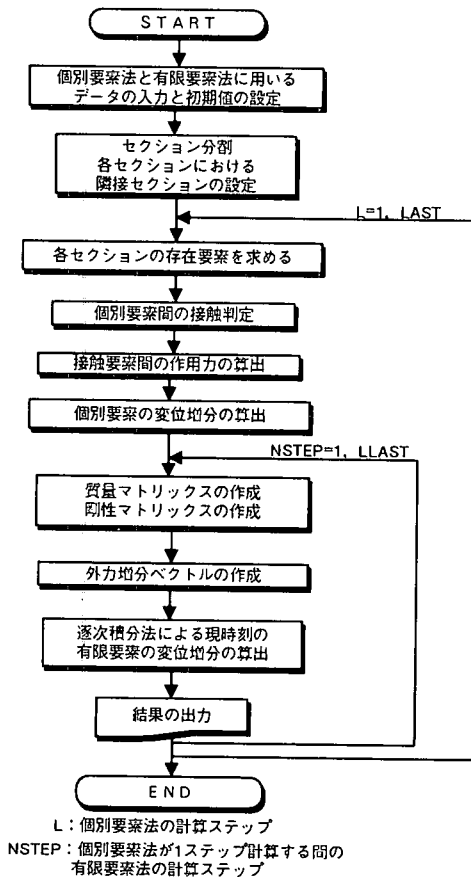 START
個別要素法と有限要素法に用いる
データの入力と初期値の設定
セクション分割
各セクションにおける
隣接セクションの設定
L=1, LAST
各セクションの存在要素を求める
個別要素間の接触判定
接触要素間の作用力の算出
個別要素の変位増分の算出
NSTEP=1, LLAST
質量マトリックスの作成
剛性マトリックスの作成
外力増分ベクトルの作成
逐次積分法による現時刻の
有限要素の変位増分の算出
結果の出力
END
L：個別要素法の計算ステップ
NSTEP：個別要素法が1ステップ計算する間の
有限要素法の計算ステップ